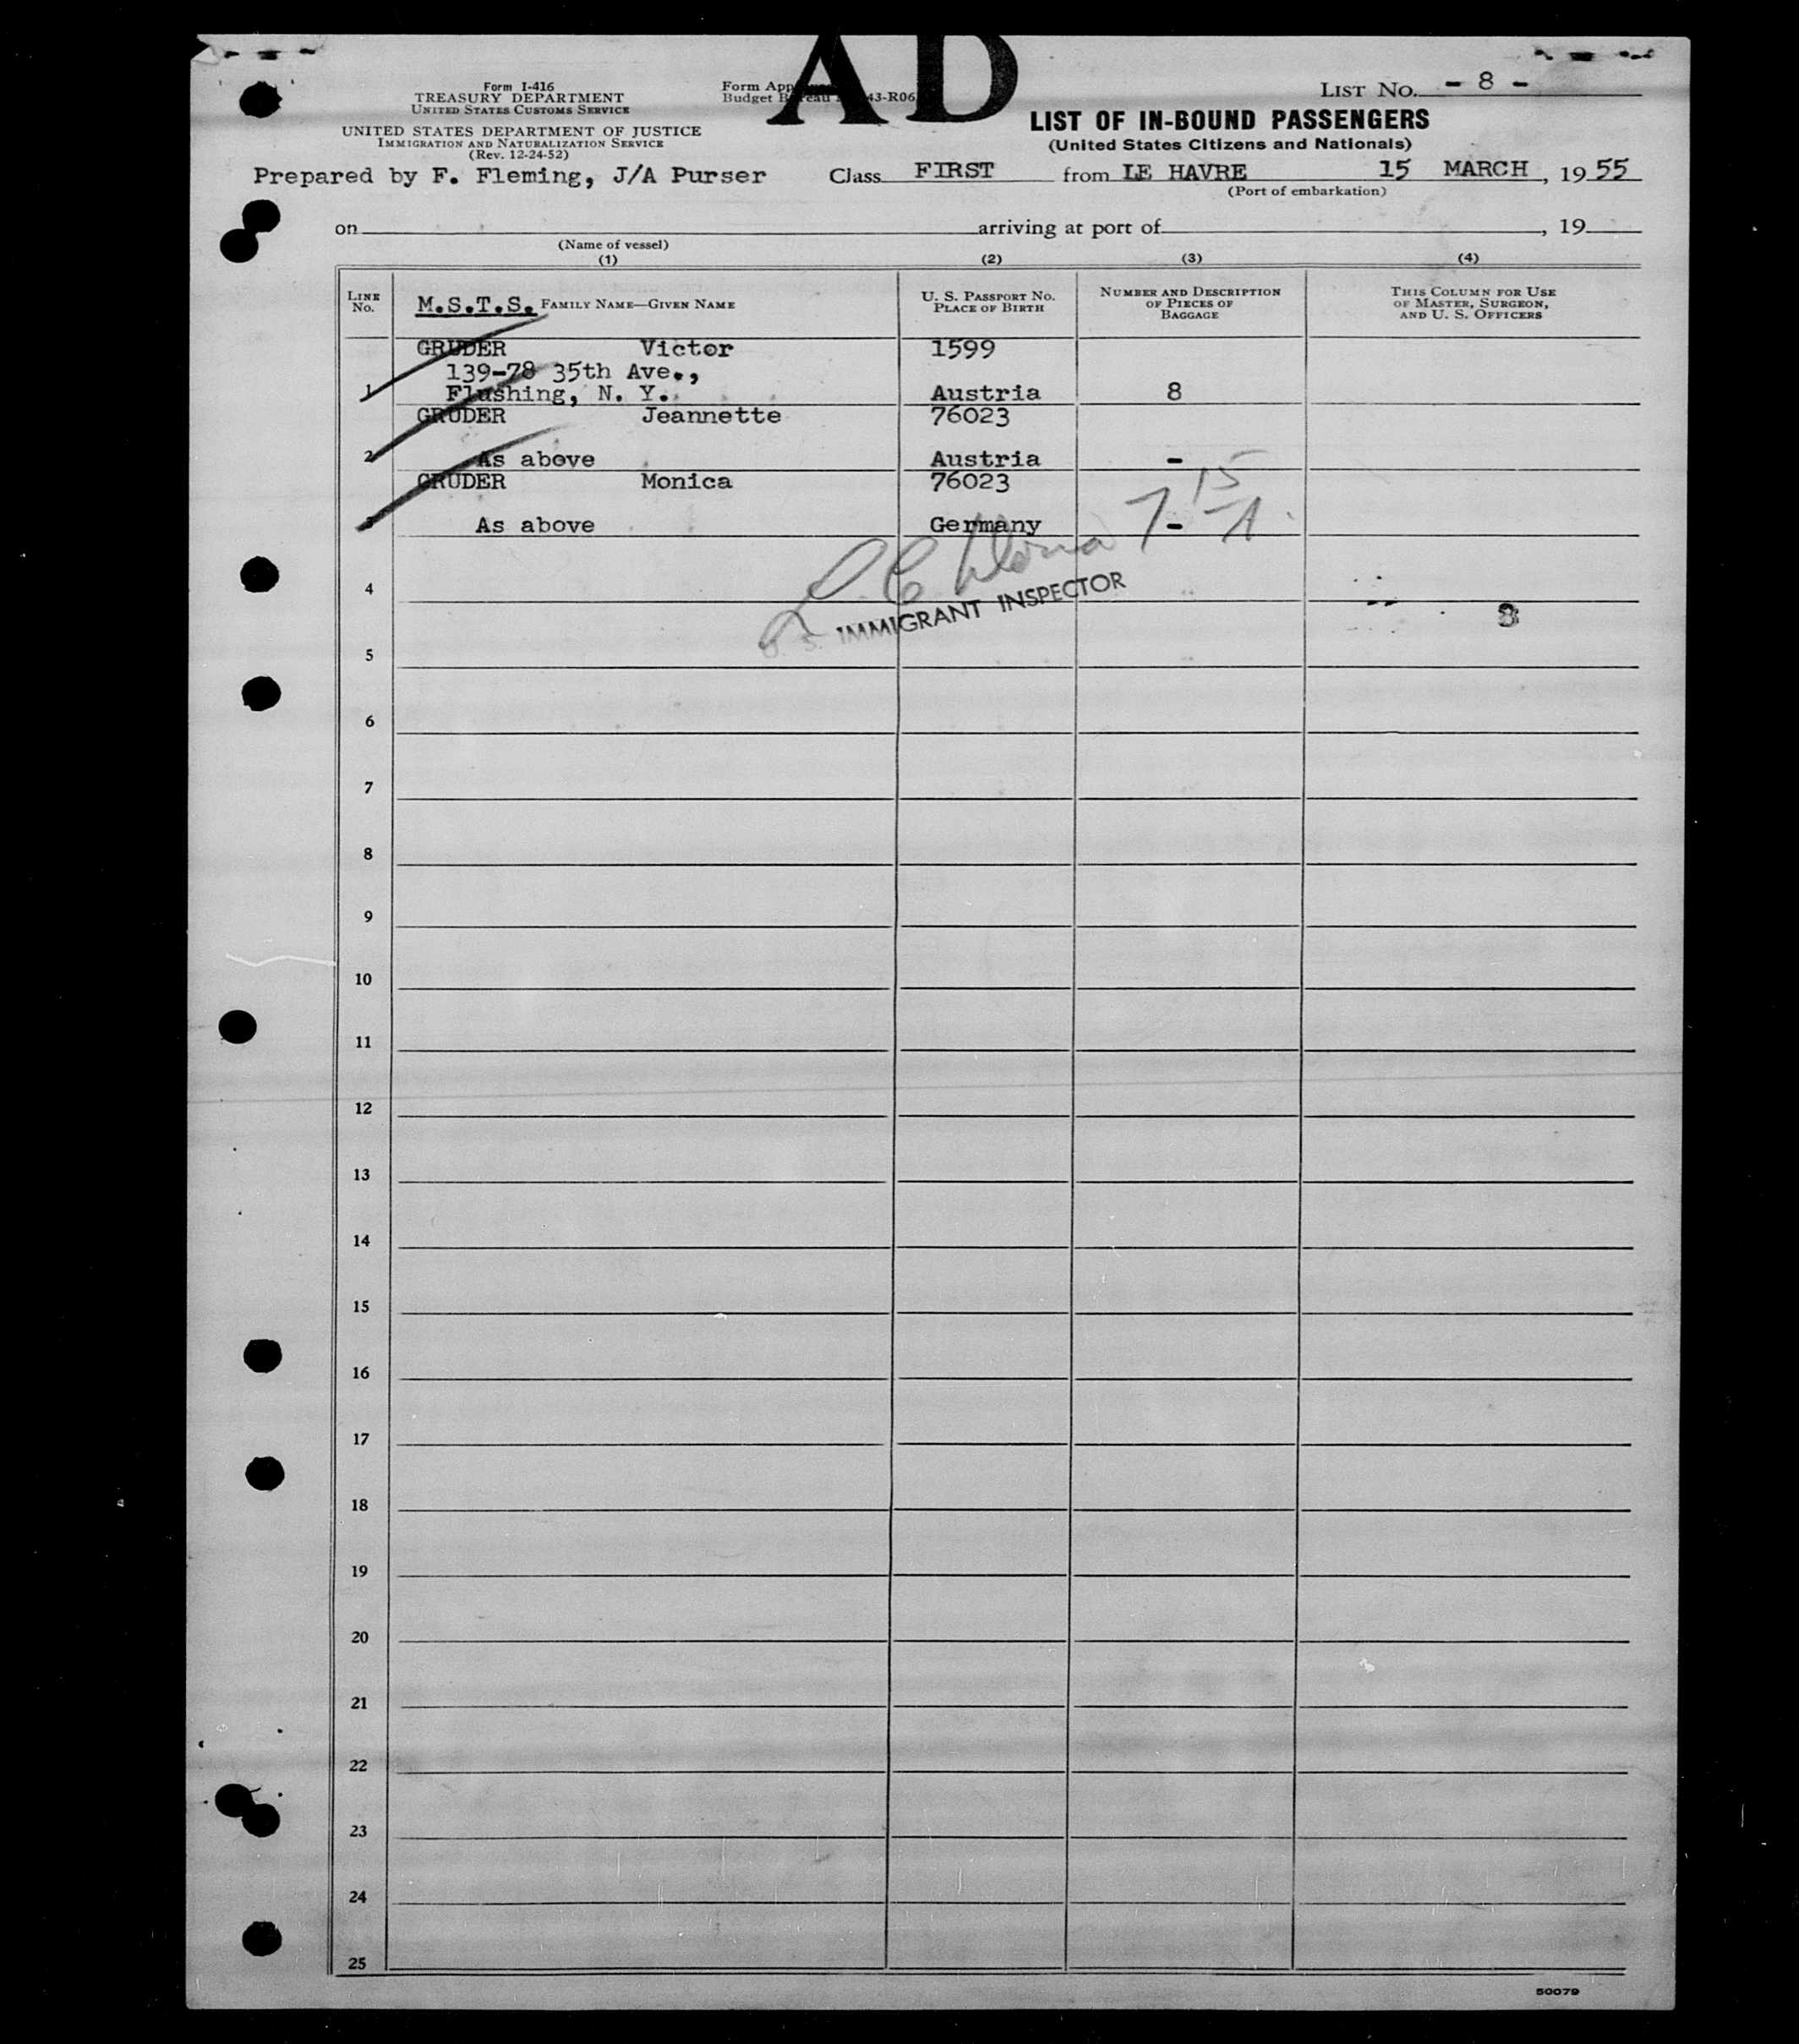 AD
Form I-416
TREASURY DEPARTMENT
UNITED STATES CUSTOMS SERVICE
UNITED STATES DEPARTMENT OF JUSTICE
IMMIGRATION AND NATURALIZATION SERVICE
(Rev. 12-24-52)
Form App
Budget B 43-R06
LIST NO. - 8 -
LIST OF IN-BOUND PASSENGERS
(United States Citizens and Nationals)
Prepared by F. Fleming, J/A Purser Class FIRST from LE HAVRE 15 MARCH, 1955
(Port of embarkation)
on arriving at port of , 19
(Name of vessel)
(1) (2) (3) (4)
LINE NO. M.S.T.S. FAMILY NAME—GIVEN NAME U. S. PASSPORT NO. PLACE OF BIRTH NUMBER AND DESCRIPTION OF PIECES OF BAGGAGE THIS COLUMN FOR USE OF MASTER, SURGEON, AND U. S. OFFICERS
GRUDER Victor 1599
139-78 35th Ave.,
1 Flushing, N. Y. Austria 8
GRUDER Jeannette 76023
2 As above Austria -
GRUDER Monica 76023
3 As above Germany -
4
U. S. IMMIGRANT INSPECTOR
8
5
6
7
8
9
10
11
12
13
14
15
16
17
18
19
20
21
22
23
24
25
50079